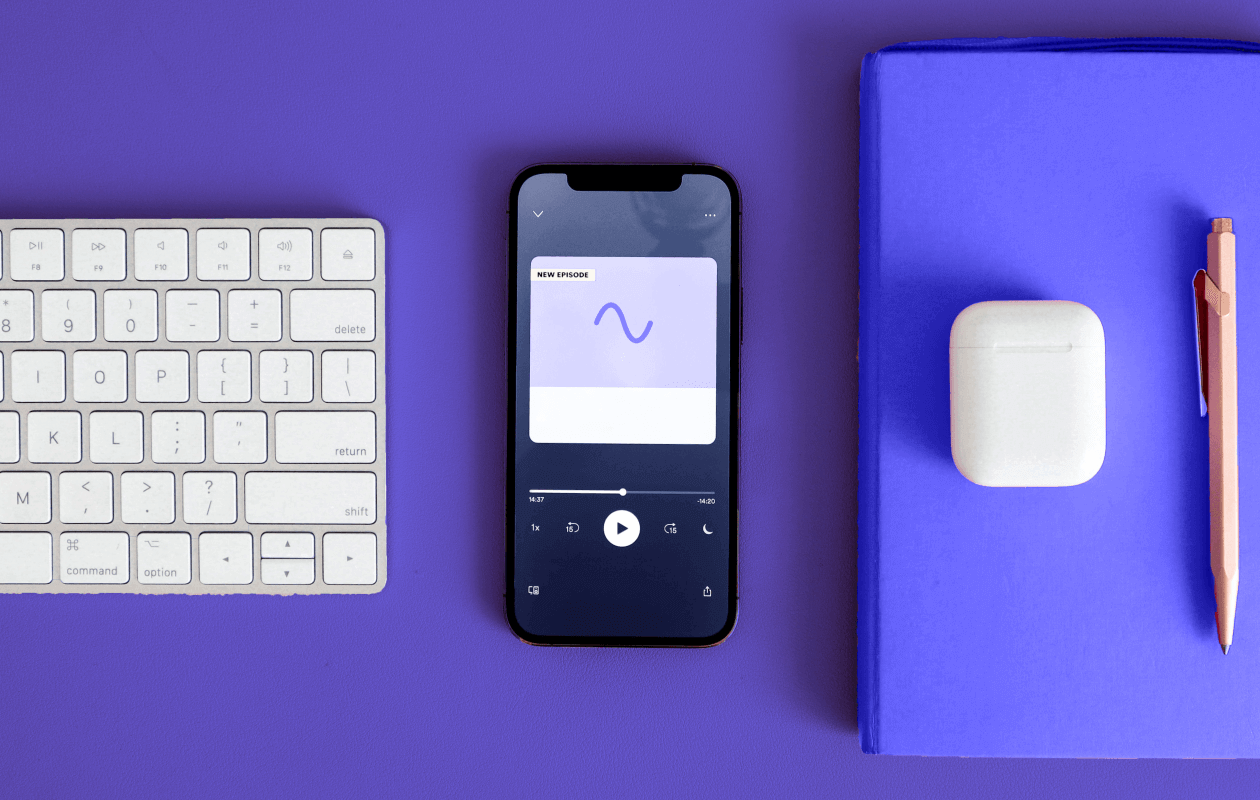 F8 F9 F10 F11 F12
* ( ) — +
8 9 0 - =
delete
I O P { } |
[ ] \
K L : "
; '
return
M < > ?
, . /
shift
⌘ ⌥
command option
NEW EPISODE
14:37 -14:20
1x 15 15